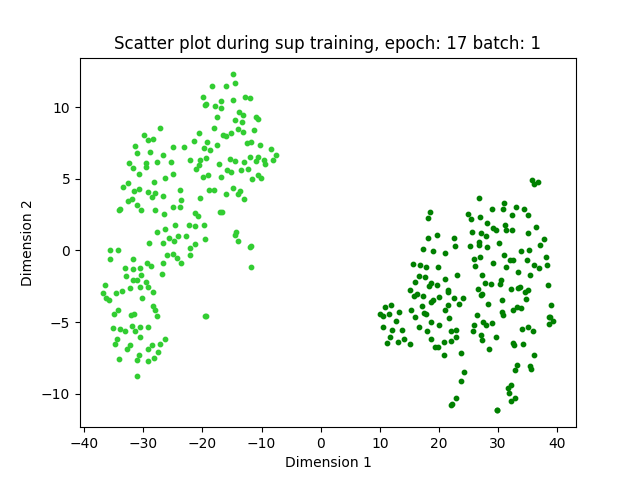 Scatter plot during sup training, epoch: 17 batch: 1
10
5
0
−5
−10
Dimension 2
−40 −30 −20 −10 0 10 20 30 40
Dimension 1